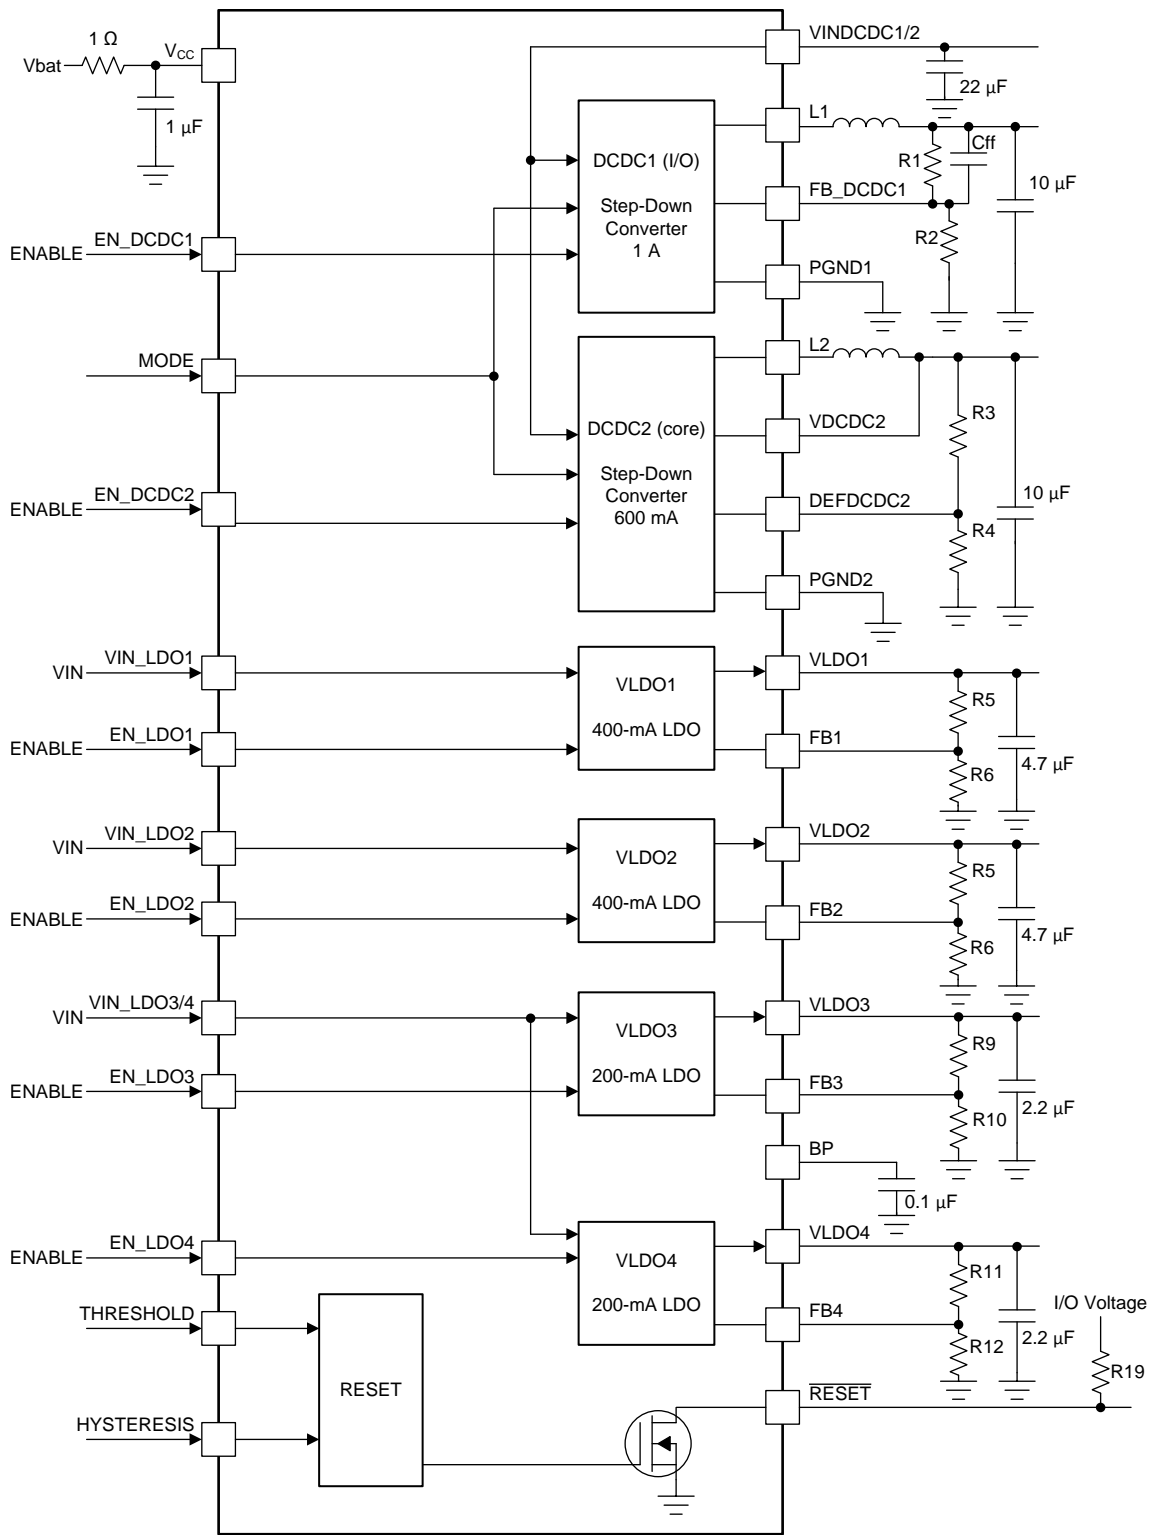 1 Ω
Vbat
VCC
1 μF
VINDCDC1/2
22 μF
L1
DCDC1 (I/O)
Step-Down
Converter
1 A
R1
Cff
10 μF
FB_DCDC1
R2
ENABLE
EN_DCDC1
PGND1
MODE
L2
DCDC2 (core)
Step-Down
Converter
600 mA
VDCDC2
R3
ENABLE
EN_DCDC2
DEFDCDC2
10 μF
R4
PGND2
VIN
VIN_LDO1
VLDO1
400-mA LDO
VLDO1
R5
ENABLE
EN_LDO1
FB1
R6
4.7 μF
VIN
VIN_LDO2
VLDO2
400-mA LDO
VLDO2
R5
ENABLE
EN_LDO2
FB2
R6
4.7 μF
VIN
VIN_LDO3/4
VLDO3
200-mA LDO
VLDO3
R9
ENABLE
EN_LDO3
FB3
R10
2.2 μF
BP
0.1 μF
ENABLE
EN_LDO4
VLDO4
200-mA LDO
VLDO4
R11
FB4
R12
2.2 μF
I/O Voltage
R19
THRESHOLD
RESET
HYSTERESIS
RESET